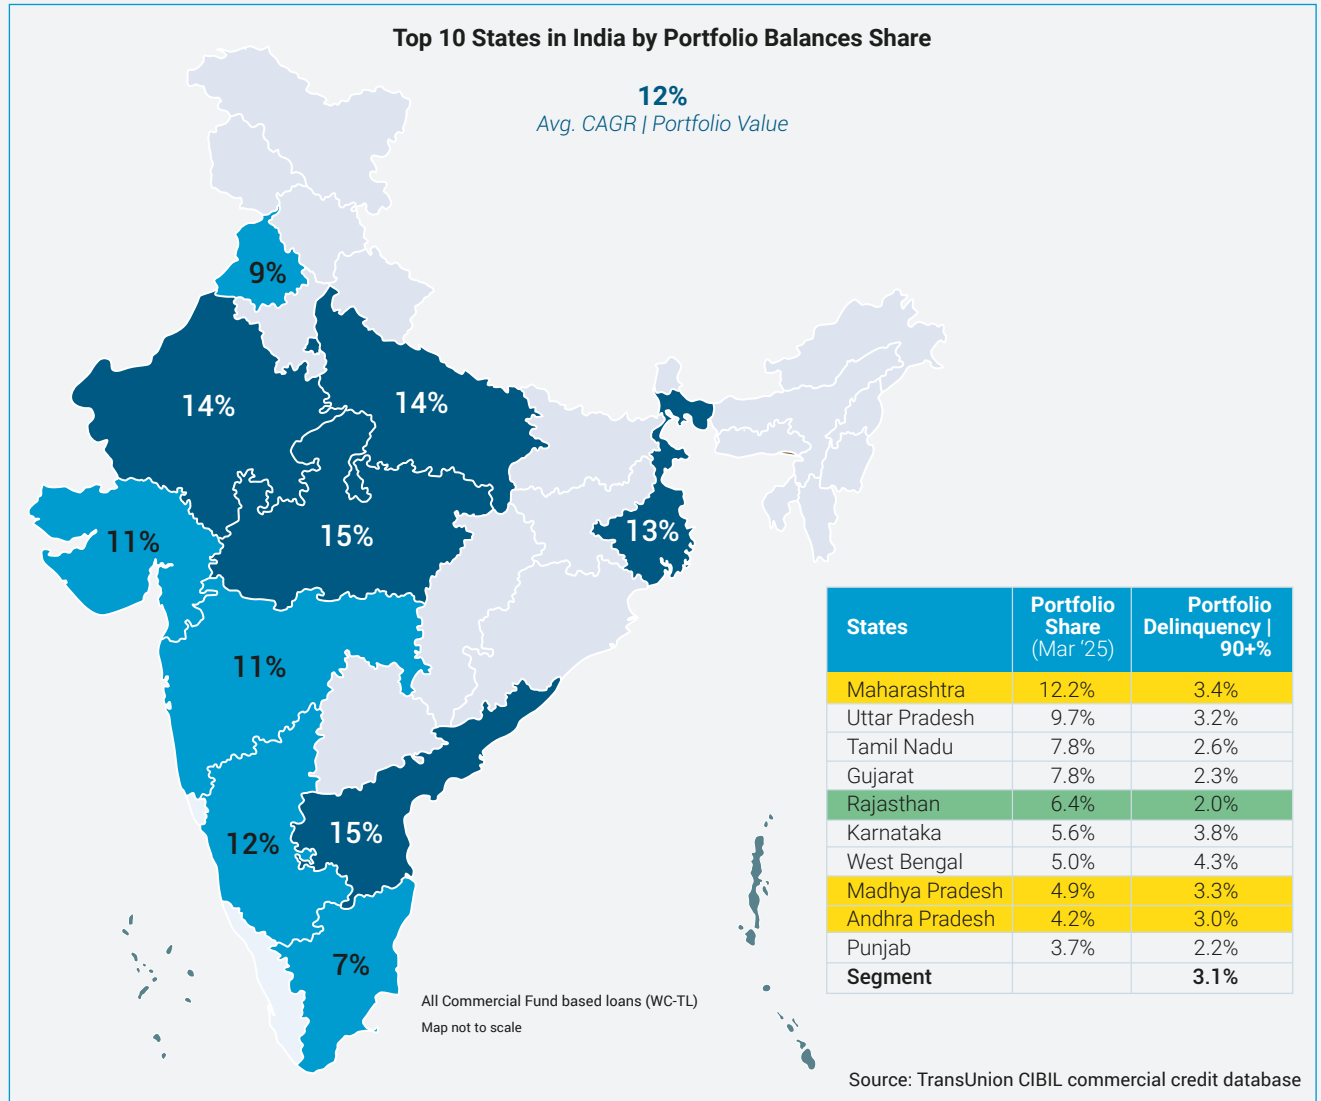 Top 10 States in India by Portfolio Balances Share
12%
Avg. CAGR | Portfolio Value
9%
14%
14%
11%
15%
13%
11%
12%
15%
7%
States
Portfolio
Share
(Mar ‘25)
Portfolio
Delinquency |
90+%
Maharashtra 12.2% 3.4%
Uttar Pradesh 9.7% 3.2%
Tamil Nadu 7.8% 2.6%
Gujarat 7.8% 2.3%
Rajasthan 6.4% 2.0%
Karnataka 5.6% 3.8%
West Bengal 5.0% 4.3%
Madhya Pradesh 4.9% 3.3%
Andhra Pradesh 4.2% 3.0%
Punjab 3.7% 2.2%
Segment 3.1%
All Commercial Fund based loans (WC-TL)
Map not to scale
Source: TransUnion CIBIL commercial credit database